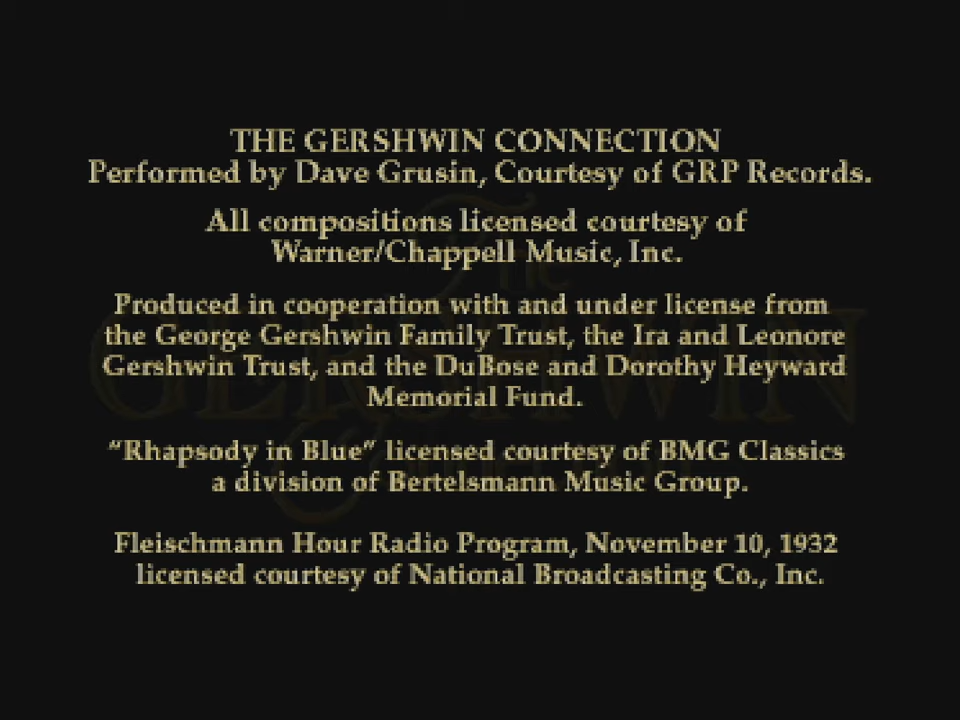 THE GERSHWIN CONNECTION
Performed by Dave Grusin, Courtesy of GRP Records.
All compositions licensed courtesy of
Warner/Chappell Music, Inc.
Produced in cooperation with and under license from
the George Gershwin Family Trust, the Ira and Leonore
Gershwin Trust, and the DuBose and Dorothy Heyward
Memorial Fund.
“Rhapsody in Blue” licensed courtesy of BMG Classics
a division of Bertelsmann Music Group.
Fleischmann Hour Radio Program, November 10, 1932
licensed courtesy of National Broadcasting Co., Inc.
The
GERSHWIN